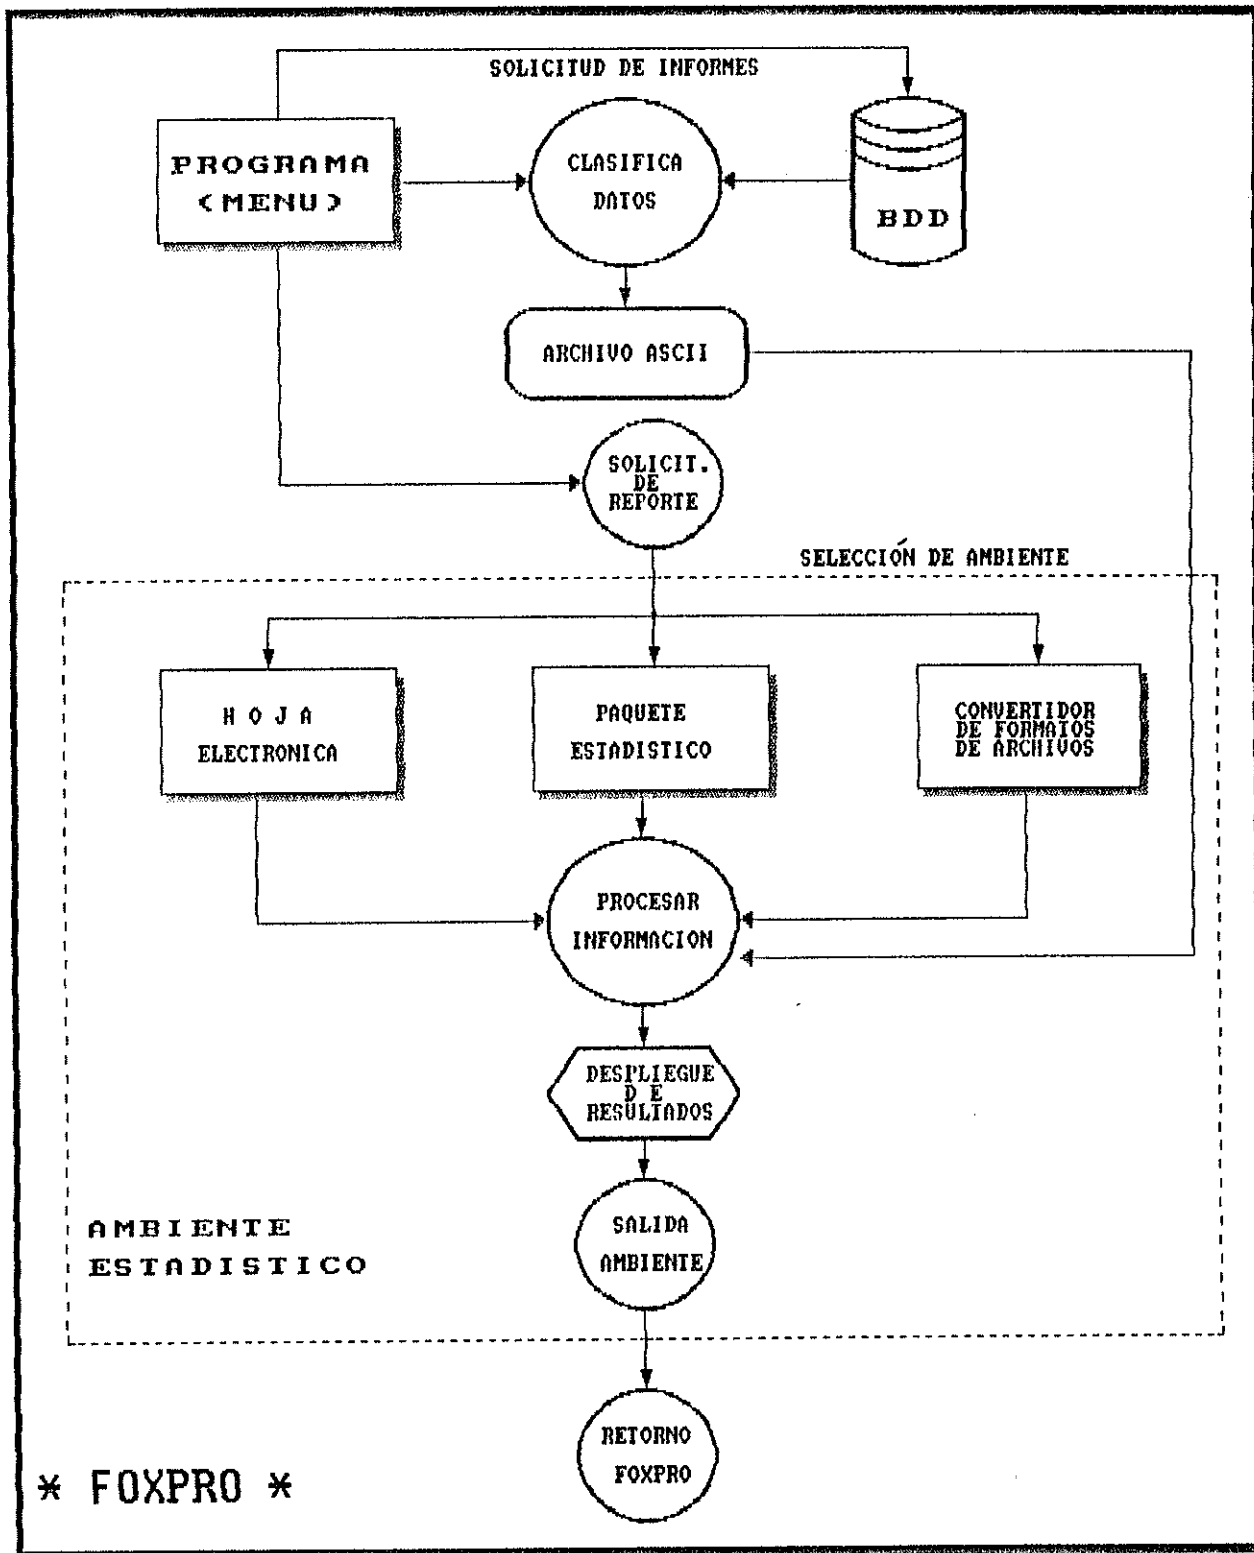 SOLICITUD DE INFORMES
PROGRAMA
<MENU>
CLASIFICA
DATOS
BDD
ARCHIVO ASCII
SOLICIT.
DE
REPORTE
SELECCIÓN DE AMBIENTE
H O J A
ELECTRONICA
PAQUETE
ESTADISTICO
CONVERTIDOR
DE FORMATOS
DE ARCHIVOS
PROCESAR
INFORMACION
DESPLIEGUE
D E
RESULTADOS
SALIDA
AMBIENTE
AMBIENTE
ESTADISTICO
RETORNO
FOXPRO
* FOXPRO *